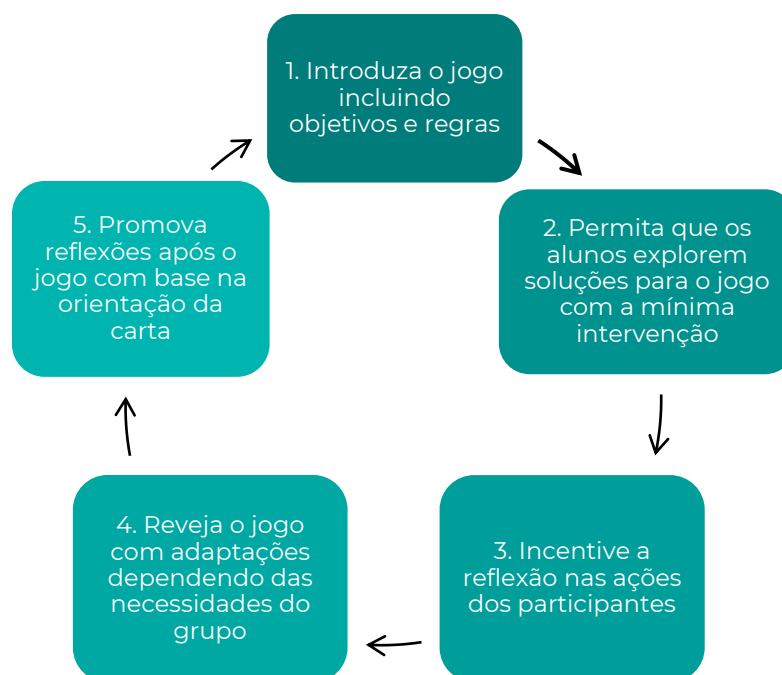 1. Introduza o jogo
incluindo
objetivos e regras
2. Permita que os
alunos explorem
soluções para o jogo
com a mínima
intervenção
3. Incentive a
reflexão nas ações
dos participantes
4. Reveja o jogo
com adaptações
dependendo das
necessidades do
grupo
5. Promova
reflexões após o
jogo com base na
orientação da
carta